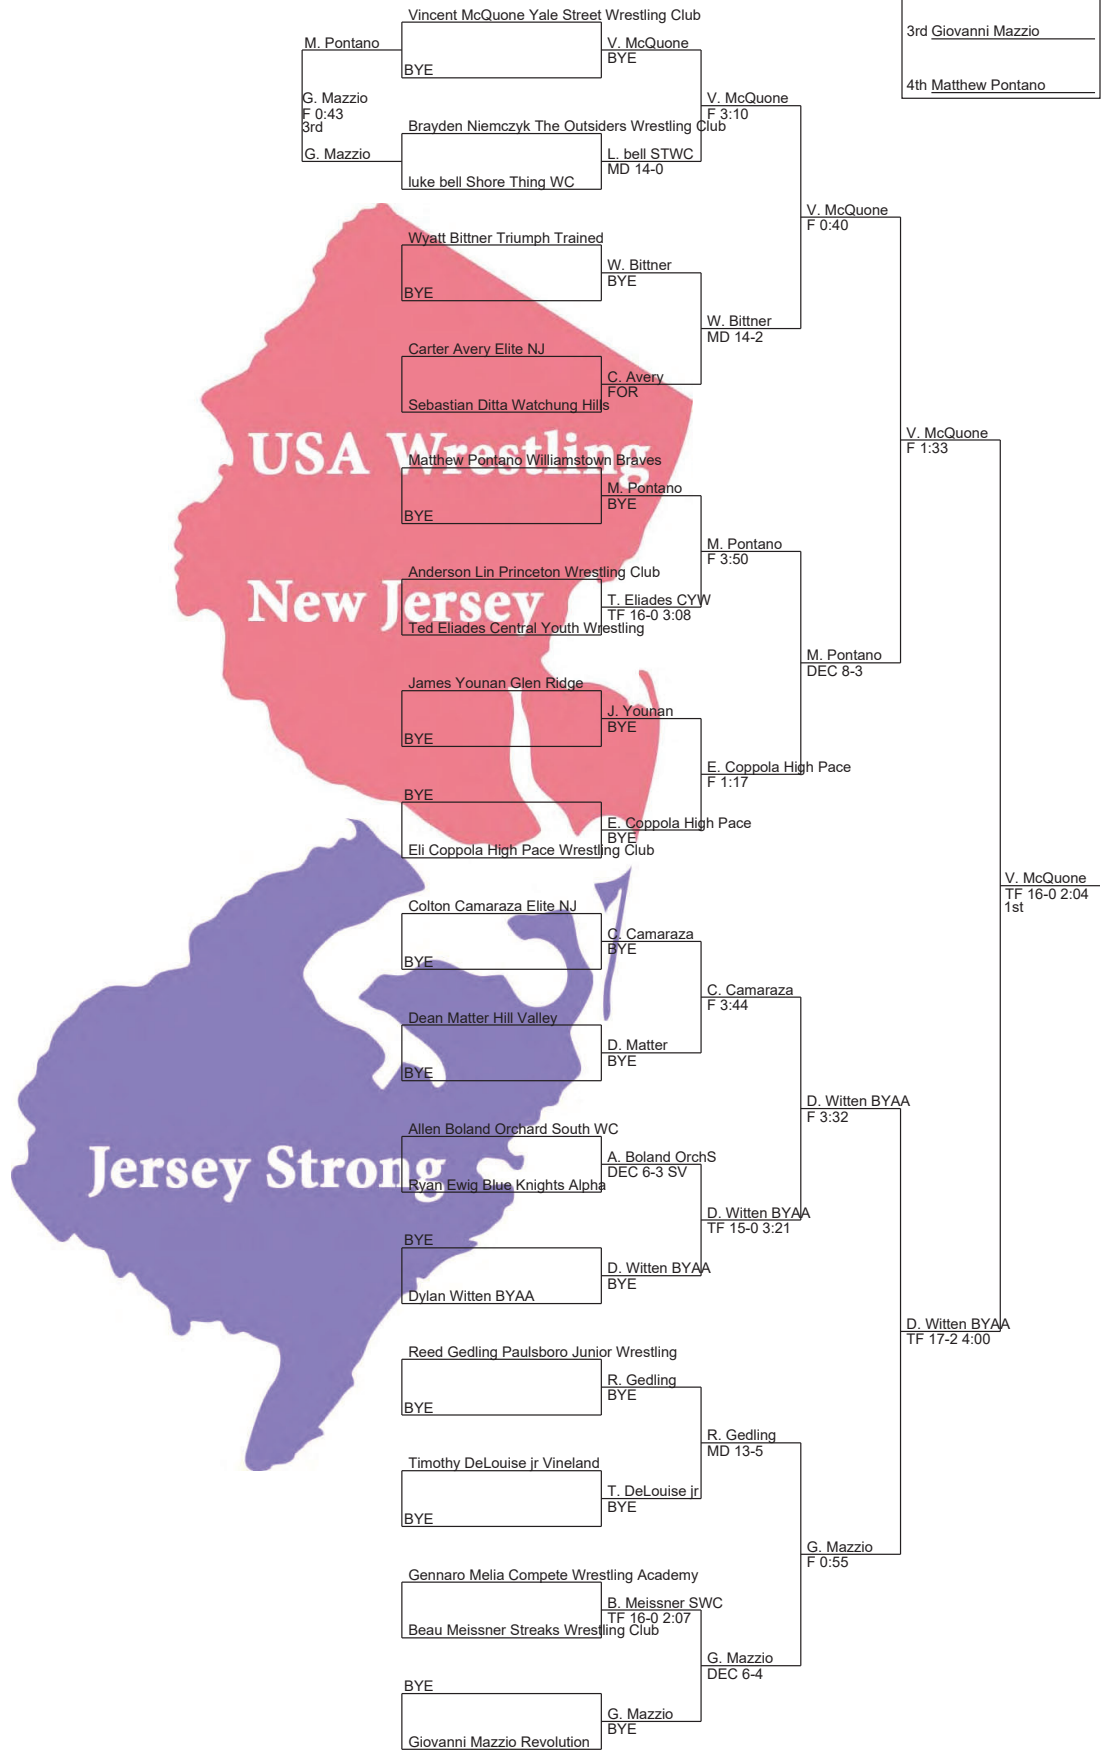 3rd Giovanni Mazzio
4th Matthew Pontano
M. Pontano
G. Mazzio
F 0:43
3rd
G. Mazzio
Vincent McQuone Yale Street Wrestling Club
BYE
V. McQuone
BYE
V. McQuone
F 3:10
Brayden Niemczyk The Outsiders Wrestling Club
luke bell Shore Thing WC
L. bell STWC
MD 14-0
V. McQuone
F 0:40
Wyatt Bittner Triumph Trained
BYE
W. Bittner
BYE
W. Bittner
MD 14-2
Carter Avery Elite NJ
Sebastian Ditta Watchung Hills
C. Avery
FOR
V. McQuone
F 1:33
USA Wrestling
Matthew Pontano Williamstown Braves
BYE
M. Pontano
BYE
M. Pontano
F 3:50
New Jersey
Anderson Lin Princeton Wrestling Club
Ted Eliades Central Youth Wrestling
T. Eliades CYW
TF 16-0 3:08
M. Pontano
DEC 8-3
James Younan Glen Ridge
BYE
J. Younan
BYE
E. Coppola High Pace
F 1:17
BYE
Eli Coppola High Pace Wrestling Club
E. Coppola High Pace
BYE
V. McQuone
TF 16-0 2:04
1st
Colton Camaraza Elite NJ
BYE
C. Camaraza
BYE
C. Camaraza
F 3:44
Dean Matter Hill Valley
BYE
D. Matter
BYE
D. Witten BYAA
F 3:32
Jersey Strong
Allen Boland Orchard South WC
Ryan Ewig Blue Knights Alpha
A. Boland OrchS
DEC 6-3 SV
D. Witten BYAA
TF 15-0 3:21
BYE
Dylan Witten BYAA
D. Witten BYAA
BYE
D. Witten BYAA
TF 17-2 4:00
Reed Gedling Paulsboro Junior Wrestling
BYE
R. Gedling
BYE
R. Gedling
MD 13-5
Timothy DeLouise jr Vineland
BYE
T. DeLouise jr
BYE
G. Mazzio
F 0:55
Gennaro Melia Compete Wrestling Academy
Beau Meissner Streaks Wrestling Club
B. Meissner SWC
TF 16-0 2:07
G. Mazzio
DEC 6-4
BYE
Giovanni Mazzio Revolution
G. Mazzio
BYE